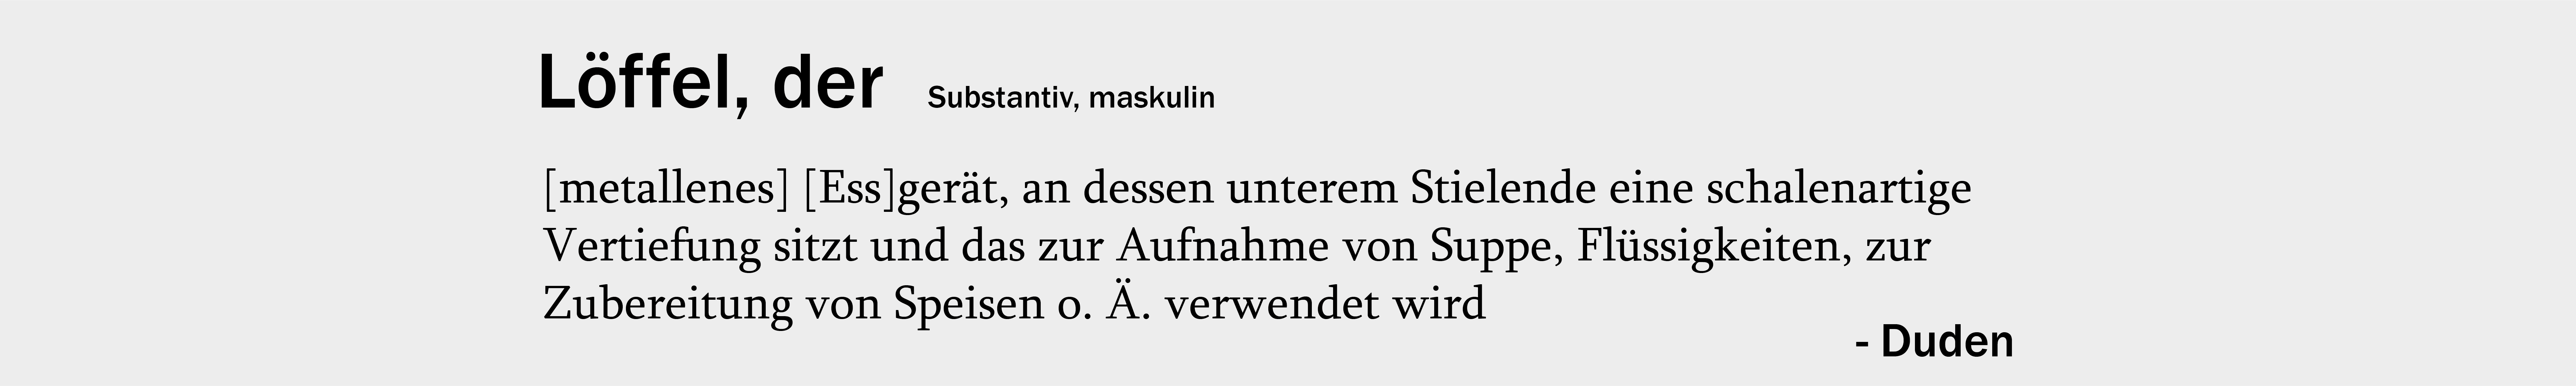 Löffel, der Substantiv, maskulin
[metallenes] [Ess]gerät, an dessen unterem Stielende eine schalenartige
Vertiefung sitzt und das zur Aufnahme von Suppe, Flüssigkeiten, zur
Zubereitung von Speisen o. Ä. verwendet wird
- Duden